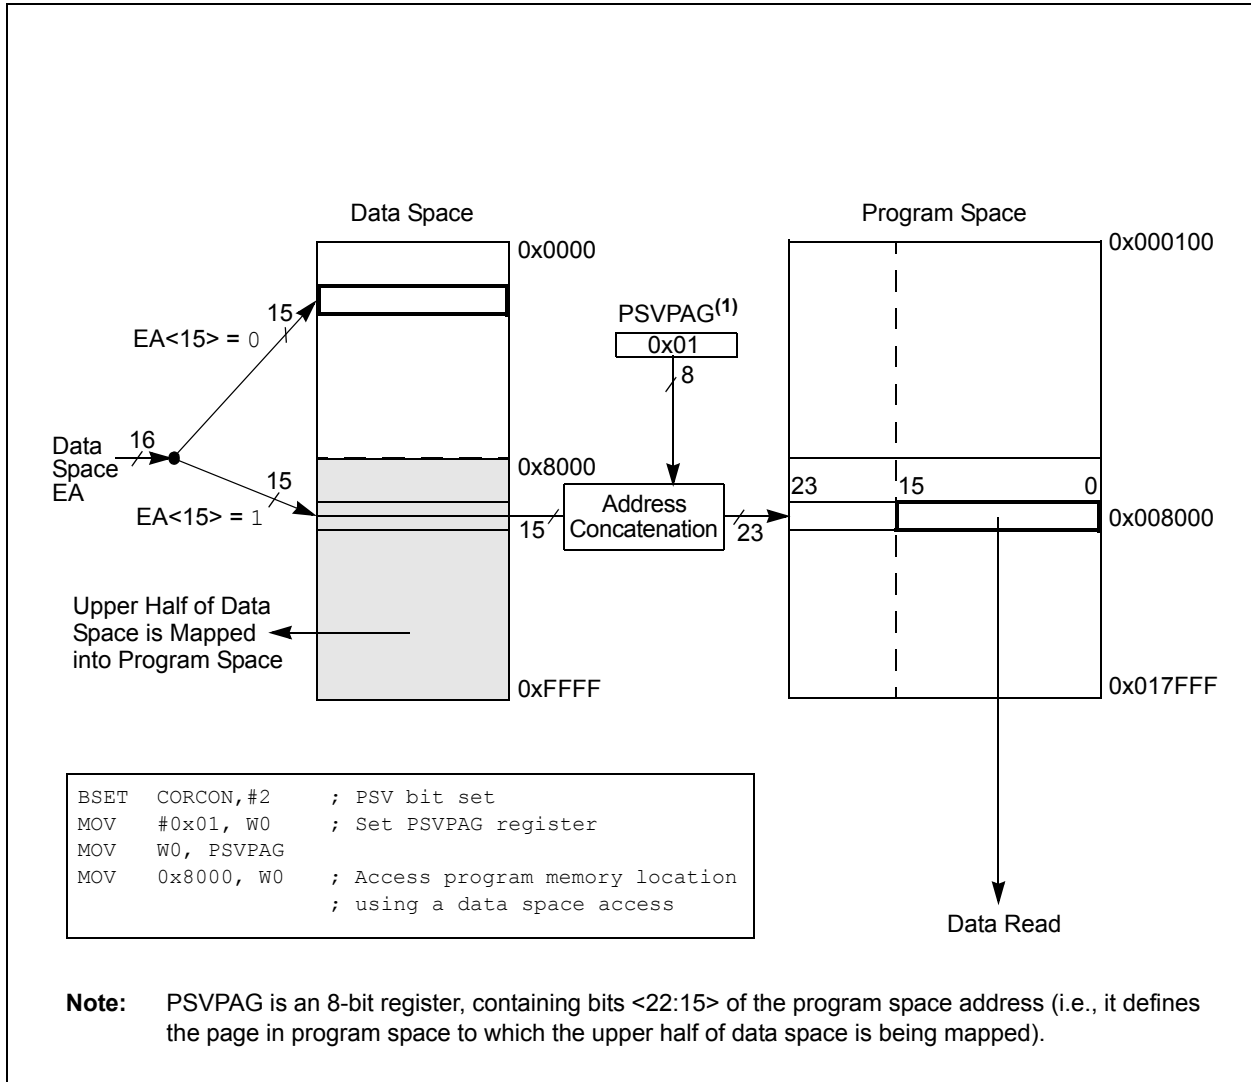 Data Space
Program Space
0x0000
0x000100
15
EA<15> = 0
PSVPAG(1)
0x01
8
Data
Space
EA
16
0x8000
15
EA<15> = 1
15
Address
Concatenation
23
23
15
0
0x008000
Upper Half of Data
Space is Mapped
into Program Space
0xFFFF
0x017FFF
BSET CORCON,#2 ; PSV bit set
MOV #0x01, W0 ; Set PSVPAG register
MOV W0, PSVPAG
MOV 0x8000, W0 ; Access program memory location
; using a data space access
Data Read
Note: PSVPAG is an 8-bit register, containing bits <22:15> of the program space address (i.e., it defines
the page in program space to which the upper half of data space is being mapped).